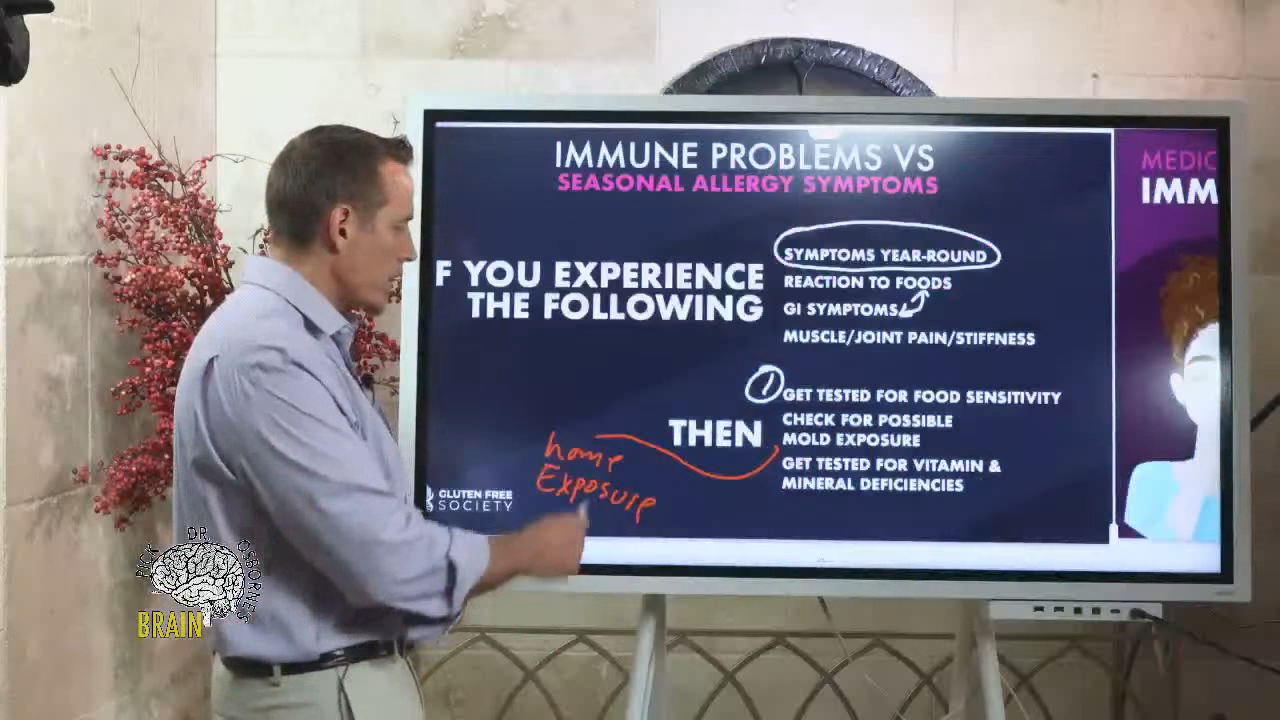 IMMUNE PROBLEMS VS
SEASONAL ALLERGY SYMPTOMS
MEDIC
IMM
F YOU EXPERIENCE
THE FOLLOWING
SYMPTOMS YEAR-ROUND
REACTION TO FOODS
GI SYMPTOMS
MUSCLE/JOINT PAIN/STIFFNESS
THEN
1 GET TESTED FOR FOOD SENSITIVITY
CHECK FOR POSSIBLE
MOLD EXPOSURE
GET TESTED FOR VITAMIN &
MINERAL DEFICIENCIES
home
Exposure
GLUTEN FREE
SOCIETY
PICK DR OSBORNE'S
BRAIN